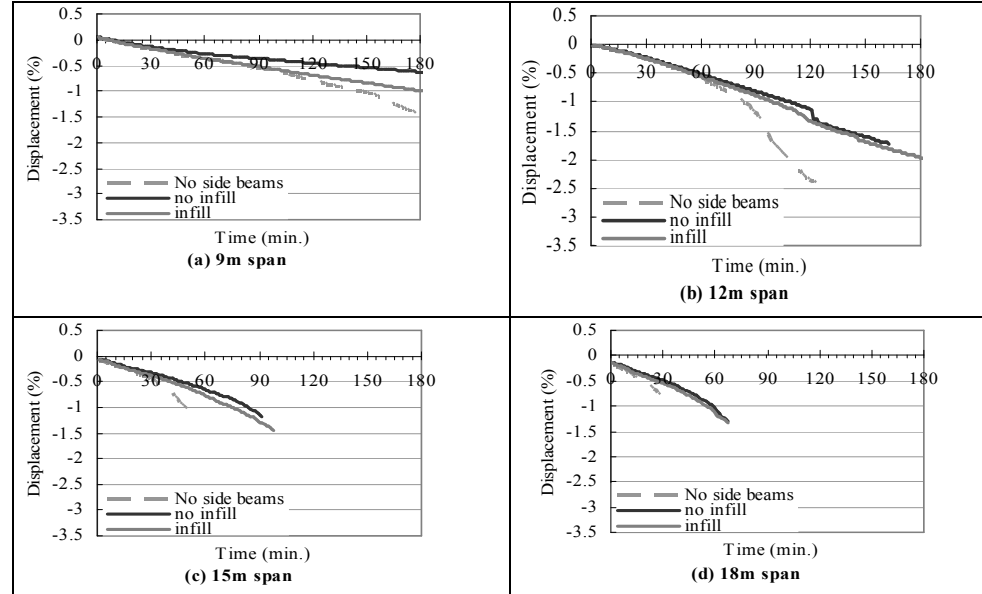 0.5
0
-0.5
-1
-1.5
-2
-2.5
-3
-3.5
0 30 60 90 120 150 180
Displacement (%)
No side beams
no infill
infill
Time (min.)
(a) 9m span
0.5
0
-0.5
-1
-1.5
-2
-2.5
-3
-3.5
0 30 60 90 120 150 180
Displacement (%)
No side beams
no infill
infill
Time (min.)
(b) 12m span
0.5
0
-0.5
-1
-1.5
-2
-2.5
-3
-3.5
0 30 60 90 120 150 180
Displacement (%)
No side beams
no infill
infill
Time (min.)
(c) 15m span
0.5
0
-0.5
-1
-1.5
-2
-2.5
-3
-3.5
0 30 60 90 120 150 180
Displacement (%)
No side beams
no infill
infill
Time (min.)
(d) 18m span